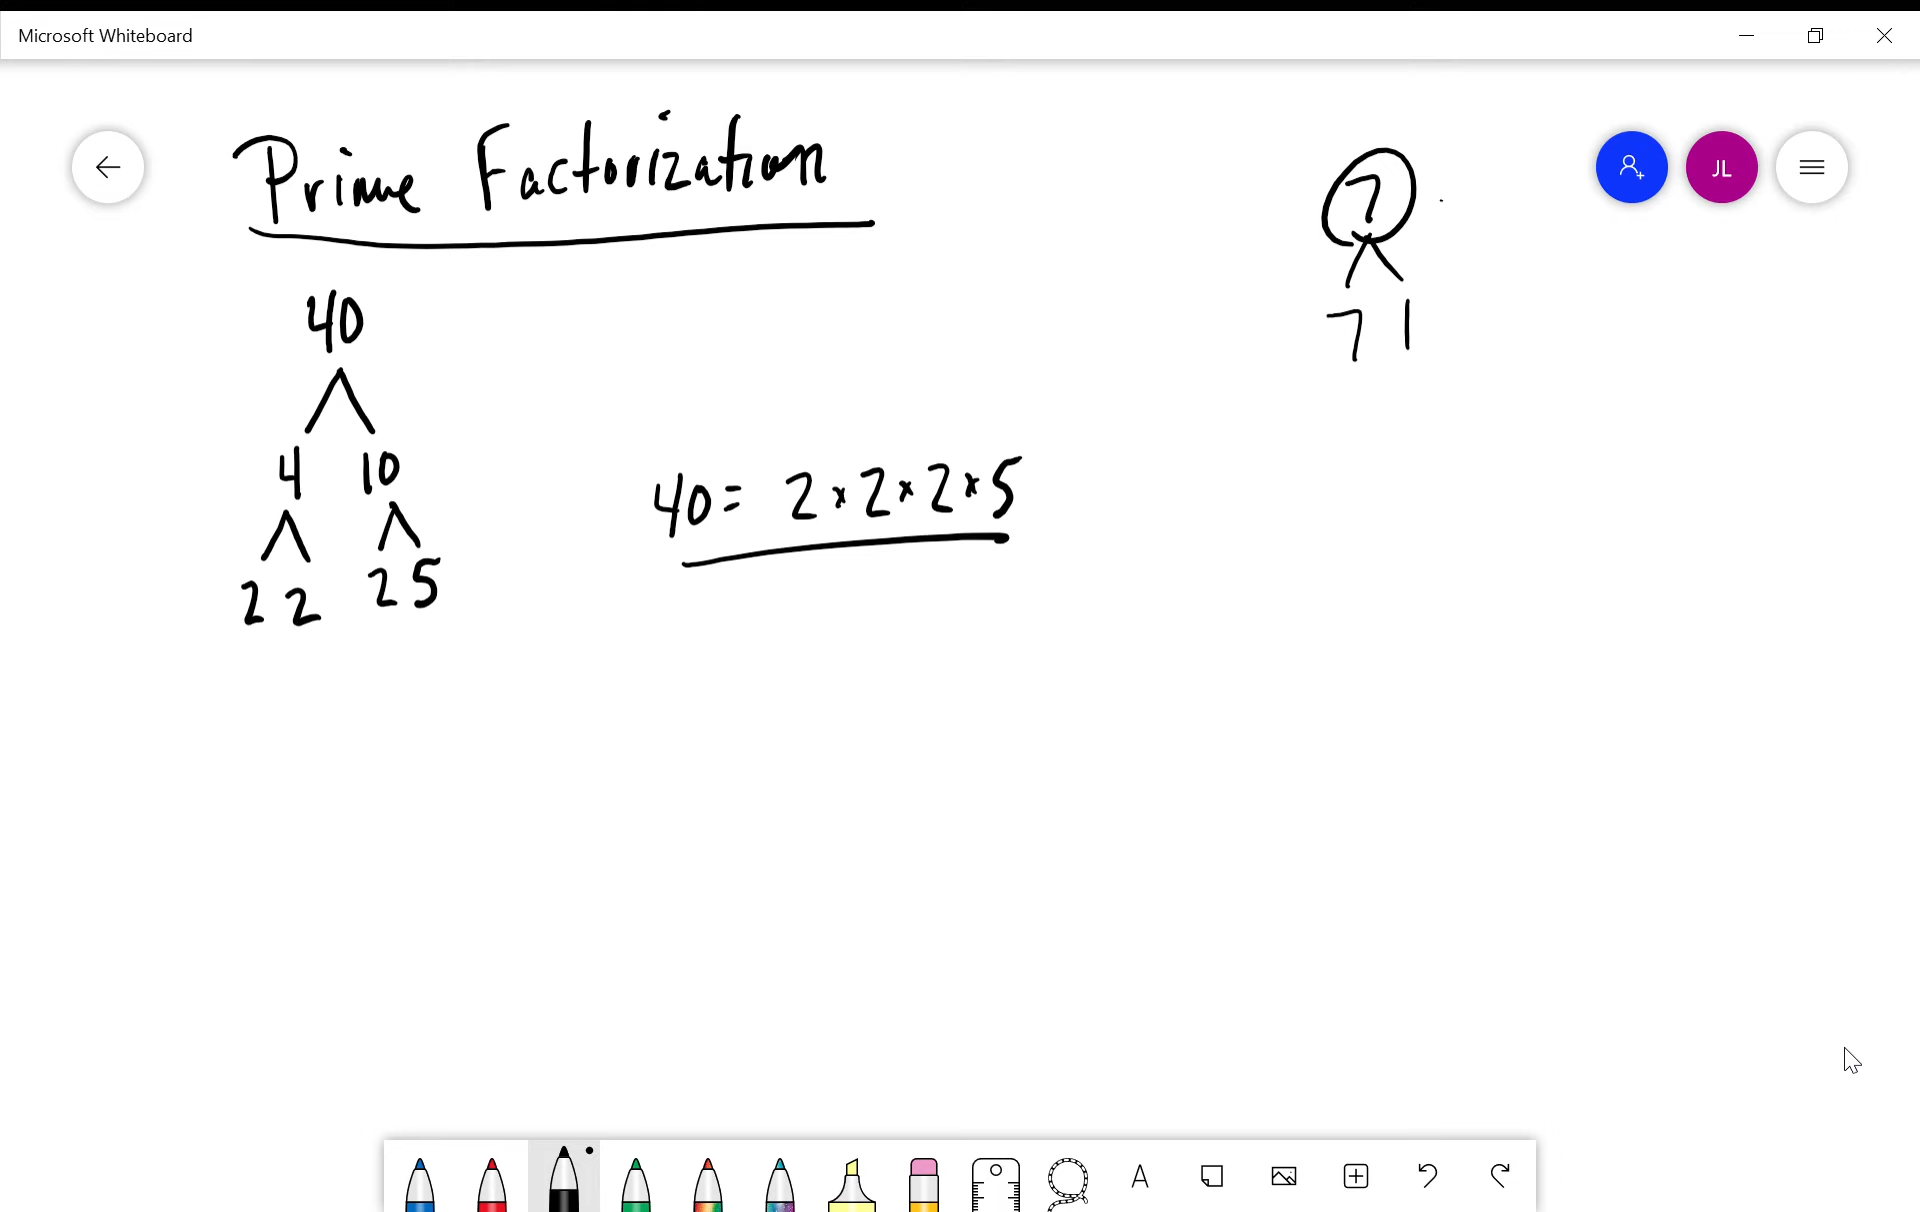 Microsoft Whiteboard
Prime Factorization
JL
7
7 1
40
4 10
2 2 2 5
40 = 2 × 2 × 2 × 5
A